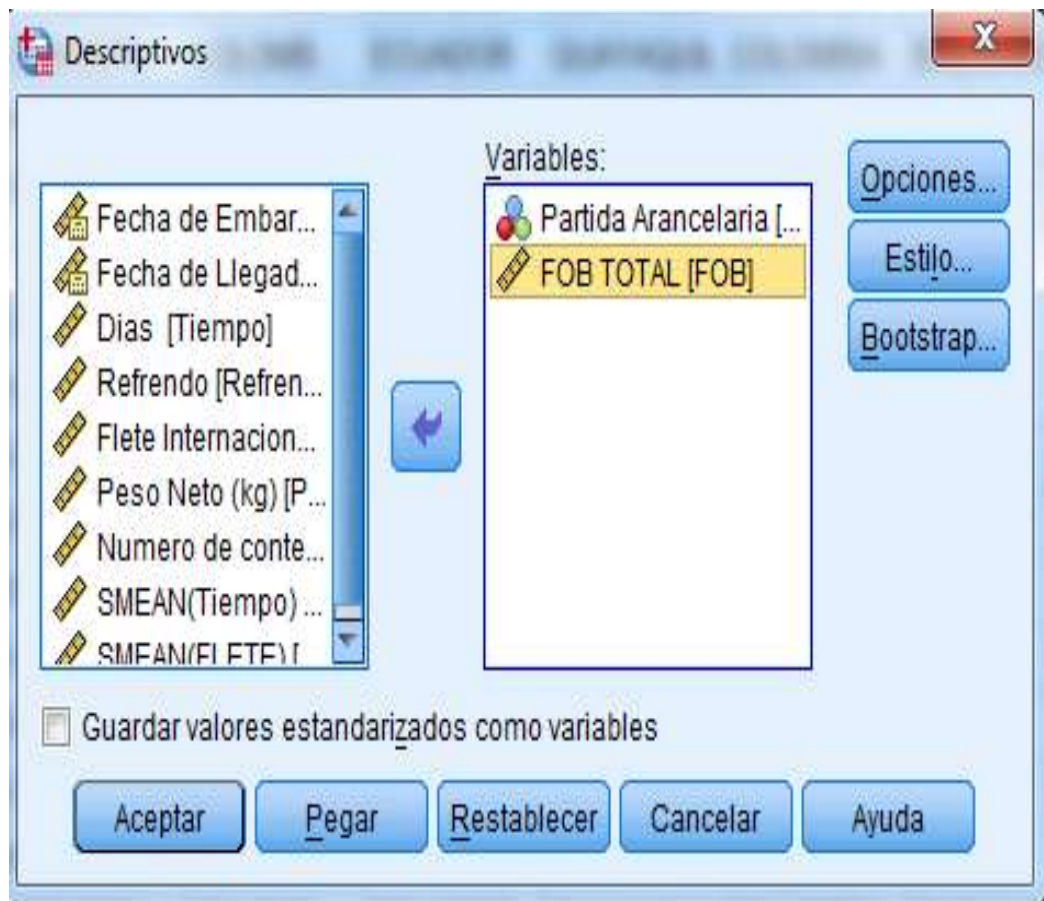 Descriptivos
Variables:
Fecha de Embar...
Fecha de Llegad...
Dias [Tiempo]
Refrendo [Refren...
Flete Internacion...
Peso Neto (kg) [P...
Numero de conte...
SMEAN(Tiempo) ...
SMEAN(FLETE) [
Partida Arancelaria [...
FOB TOTAL [FOB]
Opciones...
Estilo...
Bootstrap...
Guardar valores estandarizados como variables
Aceptar
Pegar
Restablecer
Cancelar
Ayuda